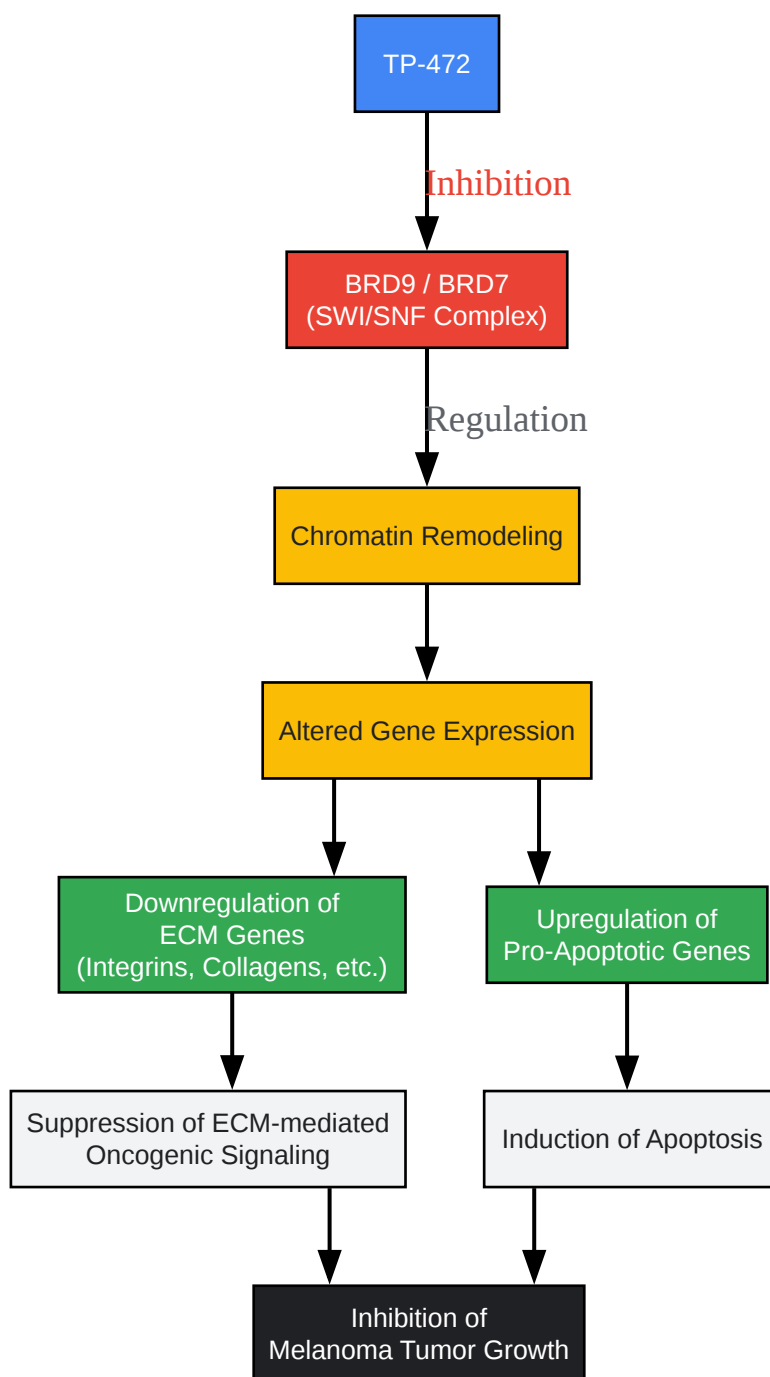 TP-472
Inhibition
BRD9 / BRD7
(SWI/SNF Complex)
Regulation
Chromatin Remodeling
Altered Gene Expression
Downregulation of
ECM Genes
(Integrins, Collagens, etc.)
Upregulation of
Pro-Apoptotic Genes
Suppression of ECM-mediated
Oncogenic Signaling
Induction of Apoptosis
Inhibition of
Melanoma Tumor Growth